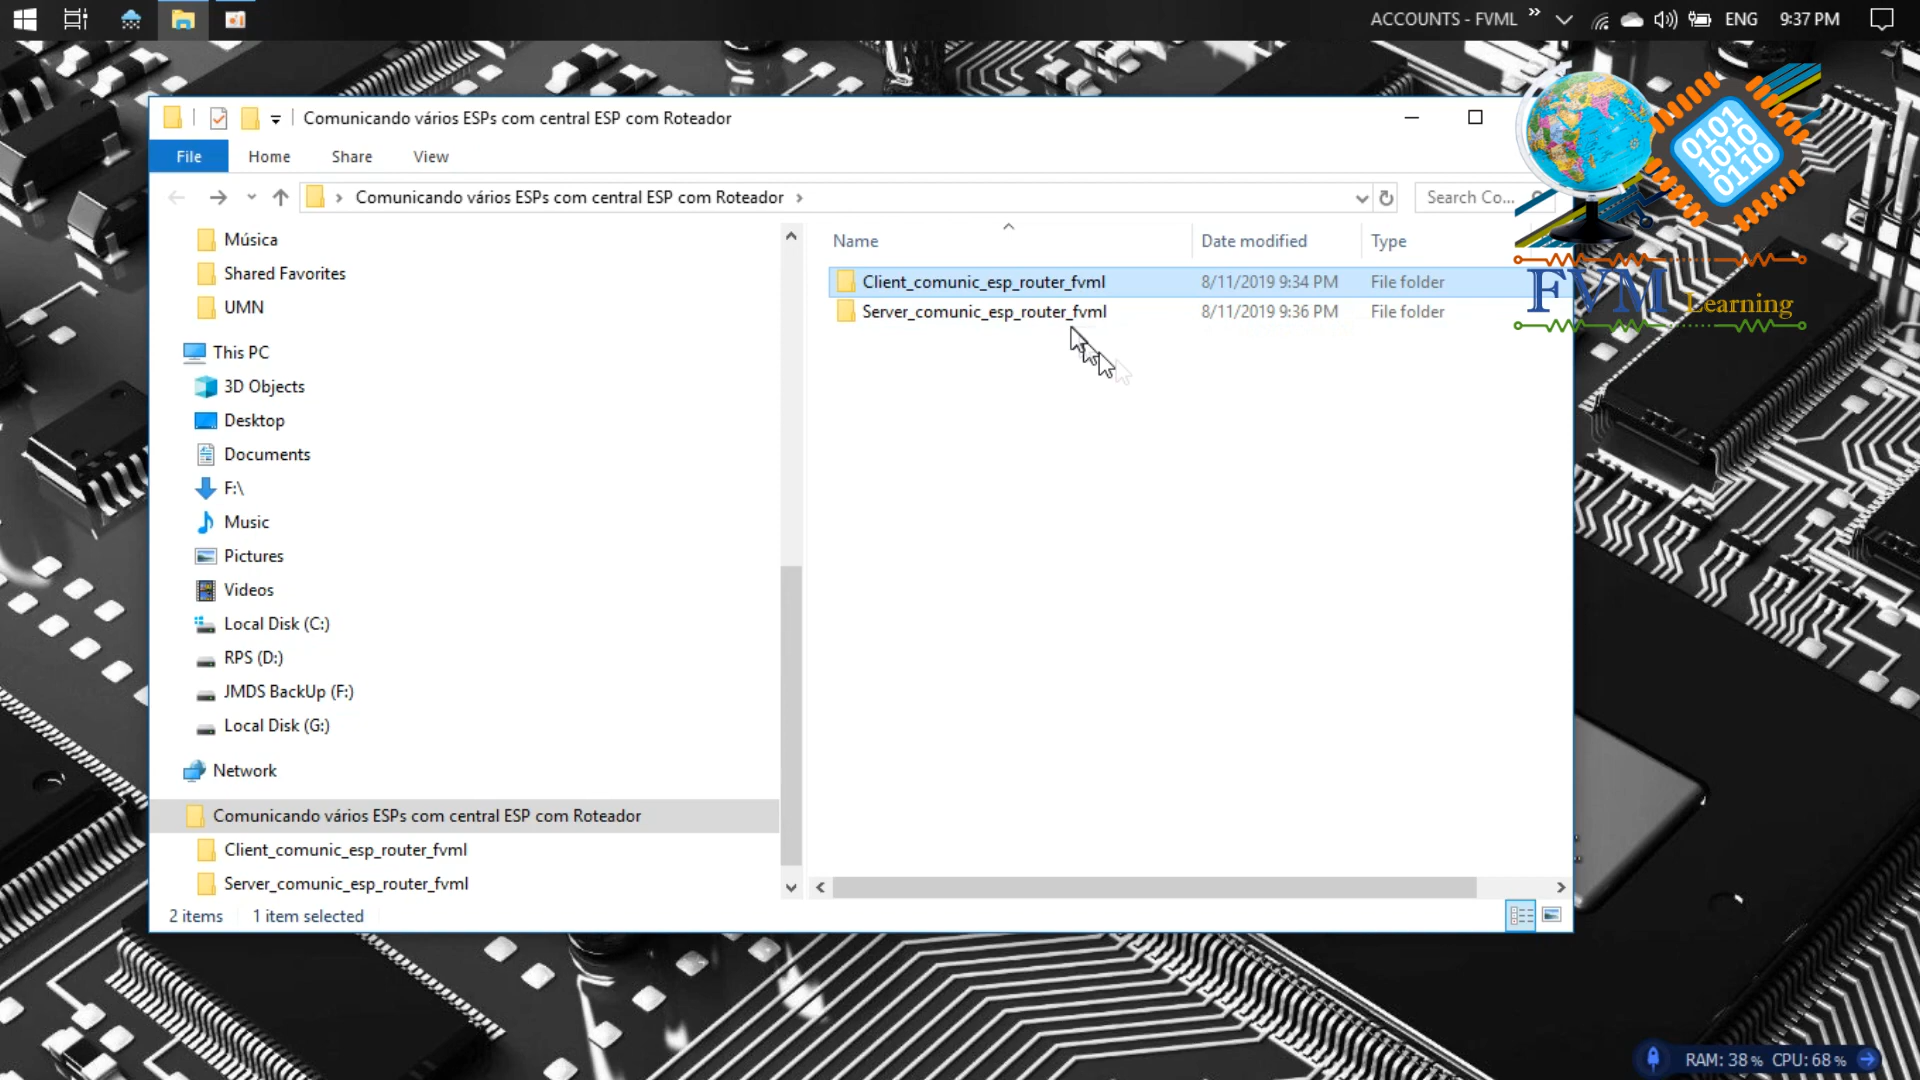 ACCOUNTS - FVML
ENG
9:37 PM
Comunicando vários ESPs com central ESP com Roteador
File
Home
Share
View
Comunicando vários ESPs com central ESP com Roteador
Search Co...
Música
Shared Favorites
UMN
This PC
3D Objects
Desktop
Documents
F:\
Music
Pictures
Videos
Local Disk (C:)
RPS (D:)
JMDS BackUp (F:)
Local Disk (G:)
Network
Comunicando vários ESPs com central ESP com Roteador
Client_comunic_esp_router_fvml
Server_comunic_esp_router_fvml
Name Date modified Type
Client_comunic_esp_router_fvml 8/11/2019 9:34 PM File folder
Server_comunic_esp_router_fvml 8/11/2019 9:36 PM File folder
2 items 1 item selected
0101
1010
0110
FVM Learning
RAM: 38% CPU: 68%